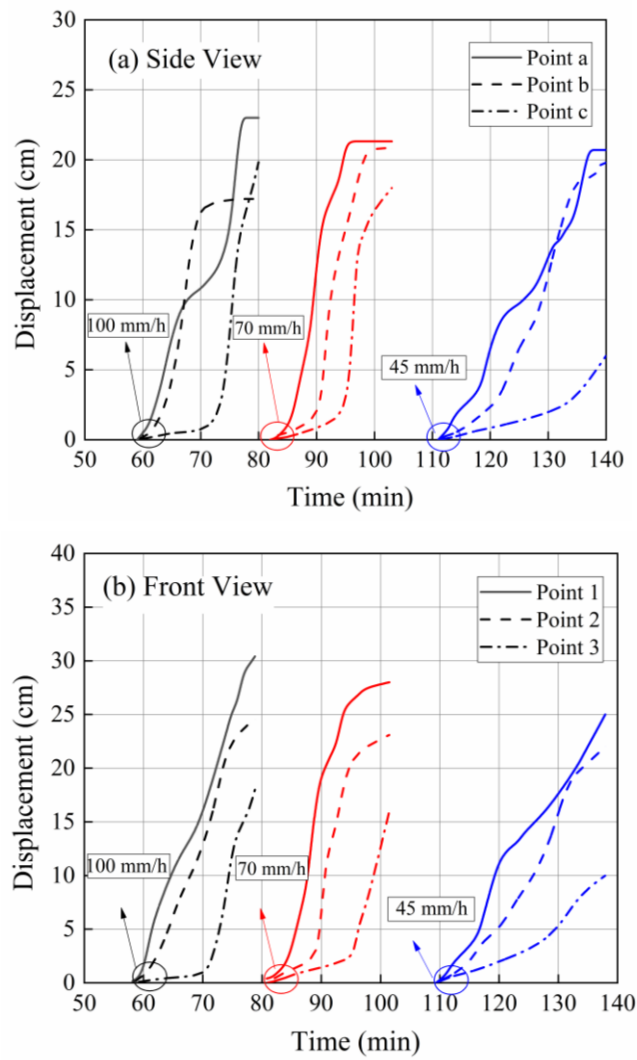 30
(a) Side View
Point a
Point b
Point c
25
20
15
10
5
0
Displacement (cm)
100 mm/h
70 mm/h
45 mm/h
50 60 70 80 90 100 110 120 130 140
Time (min)
40
(b) Front View
Point 1
Point 2
Point 3
35
30
25
20
15
10
5
0
Displacement (cm)
100 mm/h
70 mm/h
45 mm/h
50 60 70 80 90 100 110 120 130 140
Time (min)